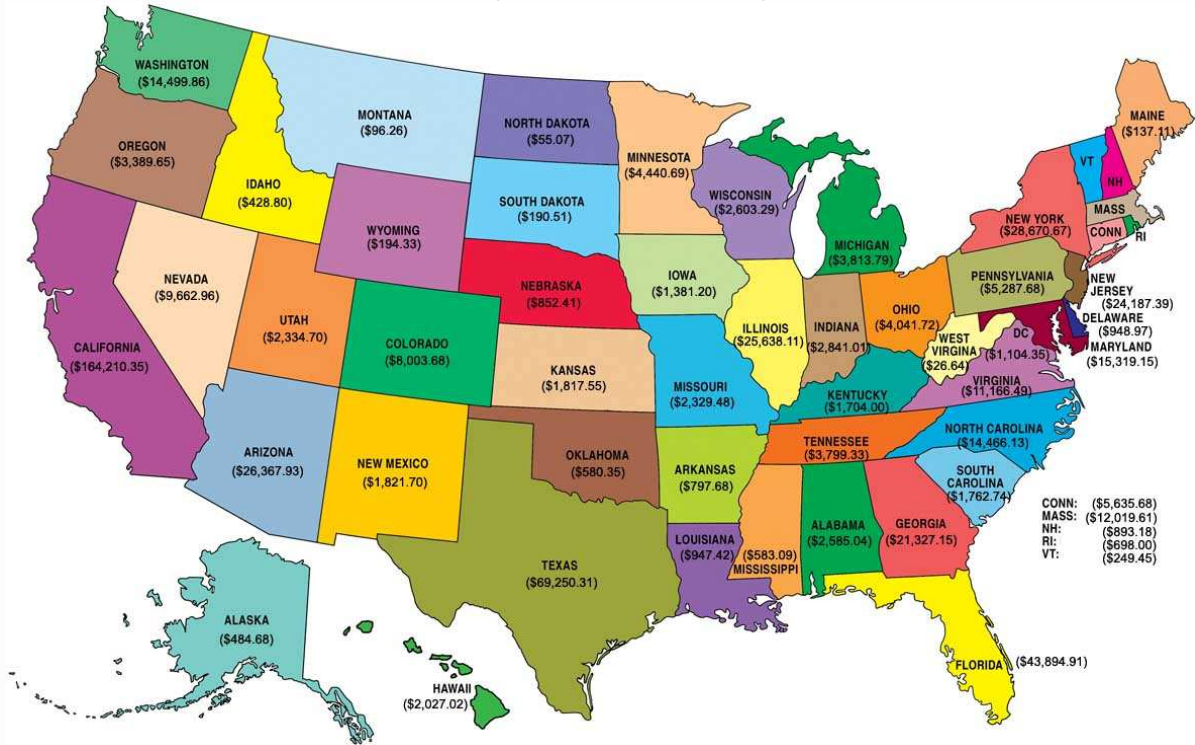 WASHINGTON
($14,499.86)
OREGON
($3,389.65)
CALIFORNIA
($164,210.35)
NEVADA
($9,662.96)
IDAHO
($428.80)
MONTANA
($96.26)
WYOMING
($194.33)
UTAH
($2,334.70)
COLORADO
($8,003.68)
ARIZONA
($26,367.93)
NEW MEXICO
($1,821.70)
NORTH DAKOTA
($55.07)
SOUTH DAKOTA
($190.51)
NEBRASKA
($852.41)
KANSAS
($1,817.55)
OKLAHOMA
($580.35)
TEXAS
($69,250.31)
MINNESOTA
($4,440.69)
IOWA
($1,381.20)
MISSOURI
($2,329.48)
ARKANSAS
($797.68)
LOUISIANA
($947.42)
WISCONSIN
($2,603.29)
ILLINOIS
($25,638.11)
MICHIGAN
($3,813.79)
INDIANA
($2,841.01)
OHIO
($4,041.72)
KENTUCKY
($1,704.00)
TENNESSEE
($3,799.33)
($583.09)
MISSISSIPPI
ALABAMA
($2,585.04)
GEORGIA
($21,327.15)
FLORIDA
($43,894.91)
SOUTH
CAROLINA
($1,762.74)
NORTH CAROLINA
($14,466.13)
VIRGINIA
($11,166.49)
WEST
VIRGINA
($26.64)
DC
($1,104.35)
PENNSYLVANIA
($5,287.68)
NEW YORK
($28,670.67)
VT
NH
MAINE
($137.11)
MASS
CONN
RI
NEW
JERSEY
($24,187.39)
DELAWARE
($948.97)
MARYLAND
($15,319.15)
CONN: ($5,635.68)
MASS: ($12,019.61)
NH: ($893.18)
RI: ($698.00)
VT: ($249.45)
ALASKA
($484.68)
HAWAII
($2,027.02)